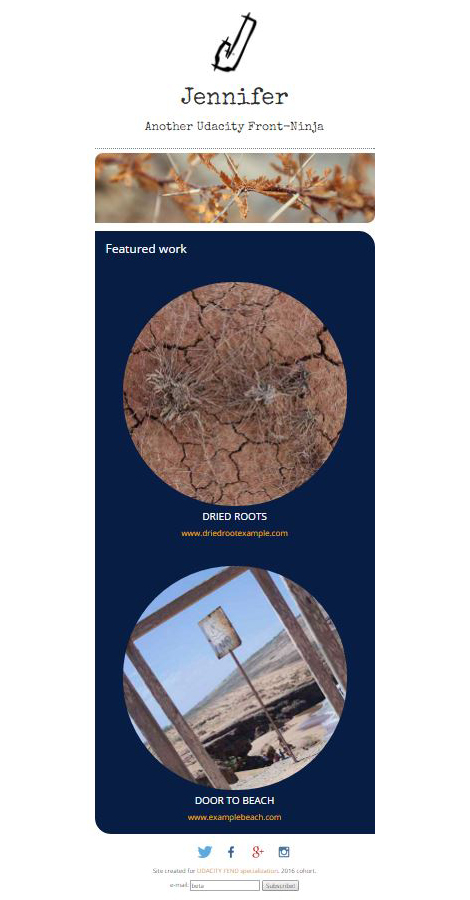 Jennifer
Another Udacity Front-Ninja
Featured work
DRIED ROOTS
www.driedrootexample.com
DOOR TO BEACH
www.examplebeach.com
Site created for UDACITY FEND specialization. 2016 cohort.
e-mail: beta Subscribe!